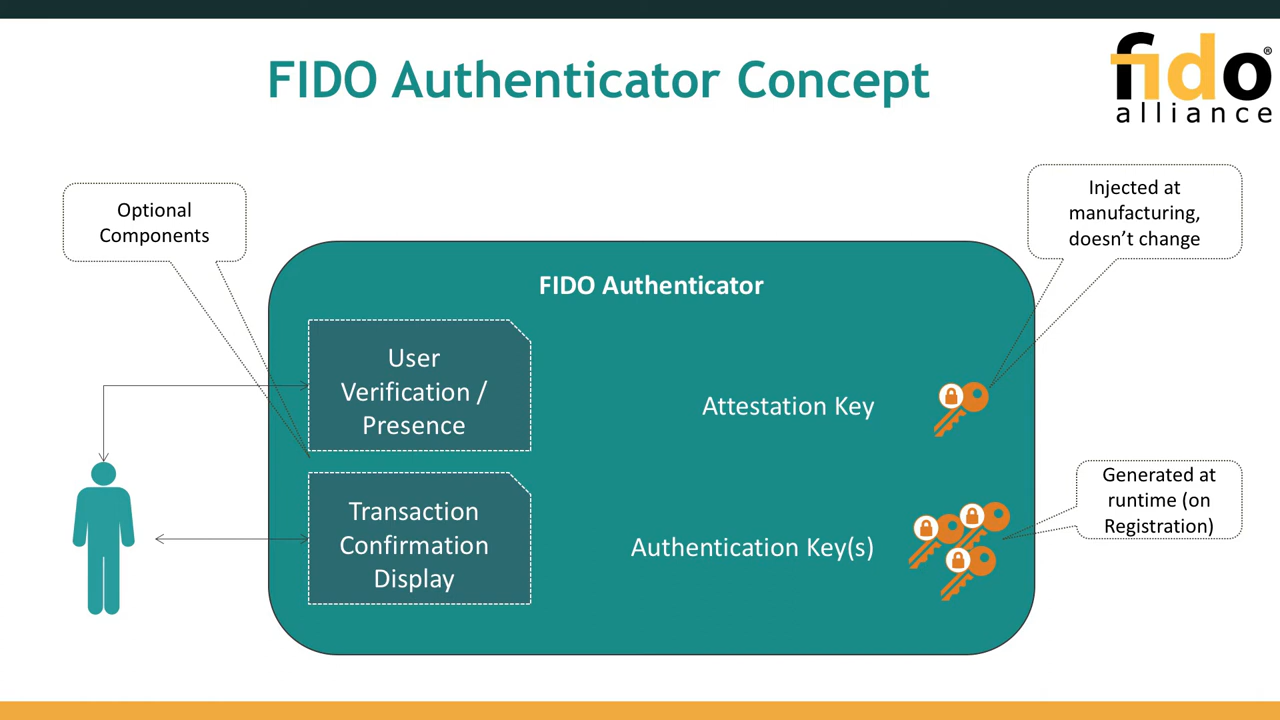 FIDO Authenticator Concept
fido®
alliance
Optional
Components
Injected at
manufacturing,
doesn’t change
FIDO Authenticator
User
Verification /
Presence
Attestation Key
Transaction
Confirmation
Display
Authentication Key(s)
Generated at
runtime (on
Registration)